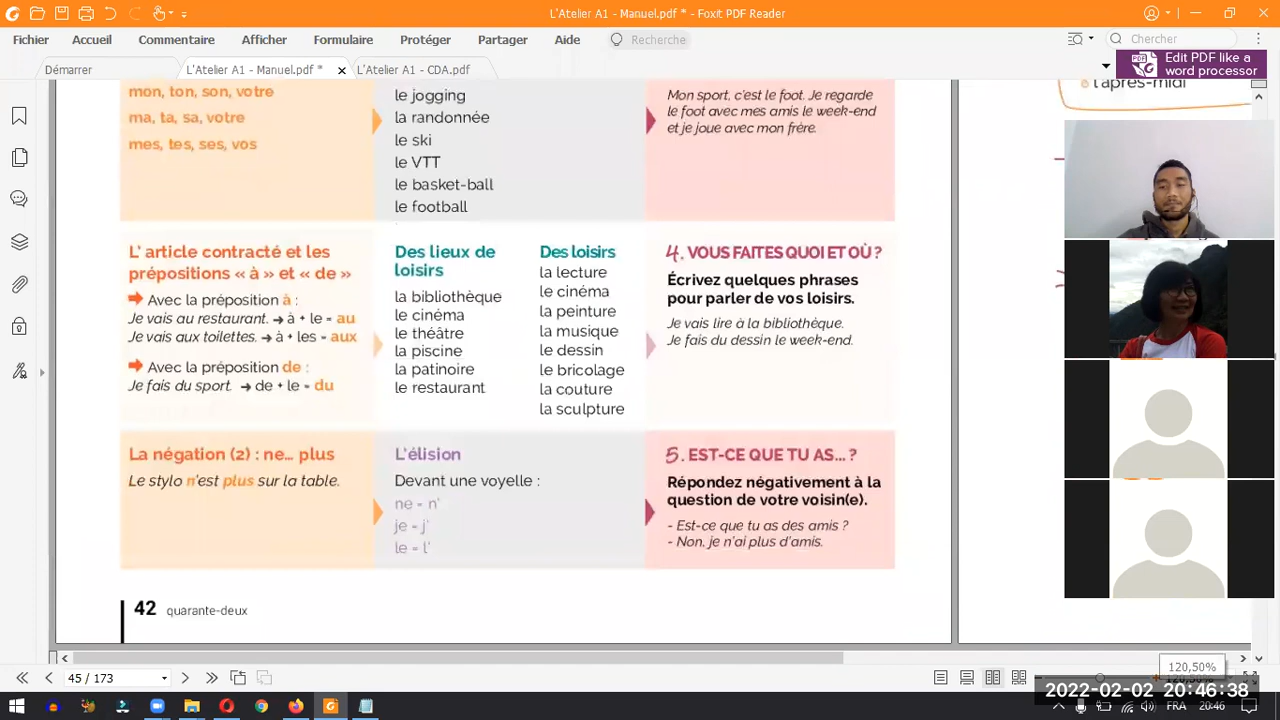 L'Atelier A1 - Manuel.pdf * - Foxit PDF Reader
Fichier Accueil Commentaire Afficher Formulaire Protéger Partager Aide Recherche Chercher
Démarrer L'Atelier A1 - Manuel.pdf * L'Atelier A1 - CDA.pdf
Edit PDF like a
word processor
mon, ton, son, votre
ma, ta, sa, votre
mes, tes, ses, vos
le jogging
la randonnée
le ski
le VTT
le basket-ball
le football
Mon sport, c'est le foot. Je regarde
le foot avec mes amis le week-end
et je joue avec mon frère.
l'après-midi
L' article contracté et les
prépositions « à » et « de »
➡ Avec la préposition à :
Je vais au restaurant. → à + le = au
Je vais aux toilettes. → à + les = aux
➡ Avec la préposition de :
Je fais du sport. → de + le = du
Des lieux de
loisirs
la bibliothèque
le cinéma
le théâtre
la piscine
la patinoire
le restaurant
Des loisirs
la lecture
le cinéma
la peinture
la musique
le dessin
le bricolage
la couture
la sculpture
4. VOUS FAITES QUOI ET OÙ ?
Écrivez quelques phrases
pour parler de vos loisirs.
Je vais lire à la bibliothèque.
Je fais du dessin le week-end.
La négation (2) : ne... plus
Le stylo n'est plus sur la table.
L'élision
Devant une voyelle :
ne = n'
je = j'
le = l'
5. EST-CE QUE TU AS... ?
Répondez négativement à la
question de votre voisin(e).
- Est-ce que tu as des amis ?
- Non, je n'ai plus d'amis.
42 quarante-deux
45 / 173
120,50%
2022-02-02 20:46:38
FRA 20:46